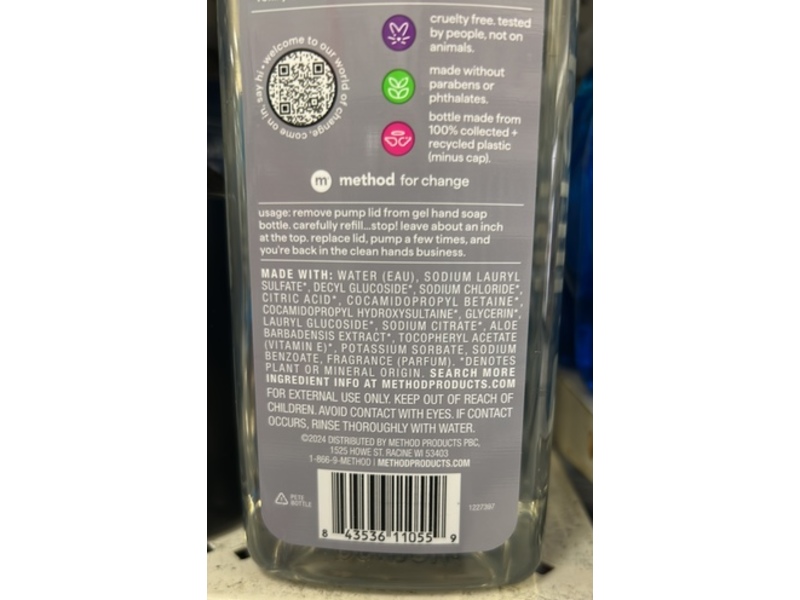 say hi • welcome to our world of change. come on in.
cruelty free. tested
by people, not on
animals.
made without
parabens or
phthalates.
bottle made from
100% collected +
recycled plastic
(minus cap).
m method for change
usage: remove pump lid from gel hand soap
bottle. carefully refill...stop! leave about an inch
at the top. replace lid, pump a few times, and
you're back in the clean hands business.
MADE WITH: WATER (EAU), SODIUM LAURYL
SULFATE*, DECYL GLUCOSIDE*, SODIUM CHLORIDE*,
CITRIC ACID*, COCAMIDOPROPYL BETAINE*,
COCAMIDOPROPYL HYDROXYSULTAINE*, GLYCERIN*,
LAURYL GLUCOSIDE*, SODIUM CITRATE*, ALOE
BARBADENSIS EXTRACT*, TOCOPHERYL ACETATE
(VITAMIN E)*, POTASSIUM SORBATE, SODIUM
BENZOATE, FRAGRANCE (PARFUM). *DENOTES
PLANT OR MINERAL ORIGIN. SEARCH MORE
INGREDIENT INFO AT METHODPRODUCTS.COM
FOR EXTERNAL USE ONLY. KEEP OUT OF REACH OF
CHILDREN. AVOID CONTACT WITH EYES. IF CONTACT
OCCURS, RINSE THOROUGHLY WITH WATER.
©2024 DISTRIBUTED BY METHOD PRODUCTS PBC,
1525 HOWE ST. RACINE WI 53403
1-866-9-METHOD | METHODPRODUCTS.COM
1 PETE
BOTTLE
1227397
8 43536 11055 9